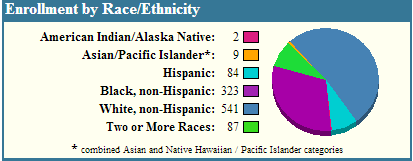 Enrollment by Race/Ethnicity
American Indian/Alaska Native: 2
Asian/Pacific Islander*: 9
Hispanic: 84
Black, non-Hispanic: 323
White, non-Hispanic: 541
Two or More Races: 87
* combined Asian and Native Hawaiian / Pacific Islander categories